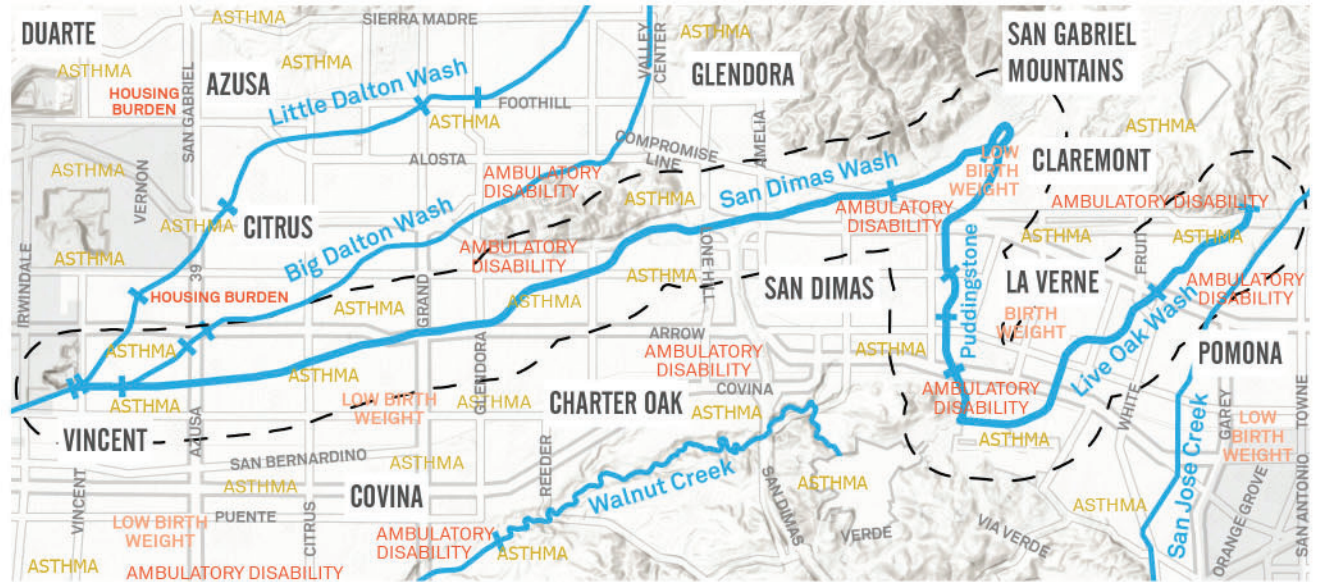 SIERRA MADRE
ASTHMA
DUARTE
VALLEY
CENTER
ASTHMA
SAN GABRIEL
MOUNTAINS
ASTHMA
ASTHMA
AZUSA
GLENDORA
HOUSING
BURDEN
SAN GABRIEL
Little Dalton Wash
FOOTHILL
ASTHMA
COMPROMISE
LINE
AMELIA
ASTHMA
ALOSTA
LOW
BIRTH
WEIGHT
CLAREMONT
ASTHMA
VERNON
AMBULATORY
DISABILITY
ASTHMA
San Dimas Wash
AMBULATORY
DISABILITY
AMBULATORY DISABILITY
ASTHMA
CITRUS
Big Dalton Wash
AMBULATORY
DISABILITY
LONE HILL
ASTHMA
ASTHMA
FRUIT
ASTHMA
IRWINDALE
39
HOUSING BURDEN
ASTHMA
ASTHMA
GRAND
ASTHMA
SAN DIMAS
Puddingstone
LA VERNE
BIRTH
WEIGHT
AMBULATORY
DISABILITY
Live Oak Wash
ARROW
ASTHMA
ASTHMA
AMBULATORY
DISABILITY
ASTHMA
POMONA
GLENDORA
ASTHMA
COVINA
AMBULATORY
DISABILITY
ASTHMA
LOW BIRTH
WEIGHT
ASTHMA
CHARTER OAK
ASTHMA
WHITE
GAREY
TOWNE
LOW
BIRTH
WEIGHT
VINCENT
AZUSA
ASTHMA
SAN BERNARDINO
ASTHMA
REEDER
Walnut Creek
ASTHMA
COVINA
ASTHMA
San Jose Creek
ASTHMA
VINCENT
LOW BIRTH
WEIGHT
PUENTE
CITRUS
AMBULATORY
DISABILITY
ASTHMA
SAN DIMAS
VERDE
VIA VERDE
ORANGE GROVE
SAN ANTONIO
ASTHMA
AMBULATORY DISABILITY